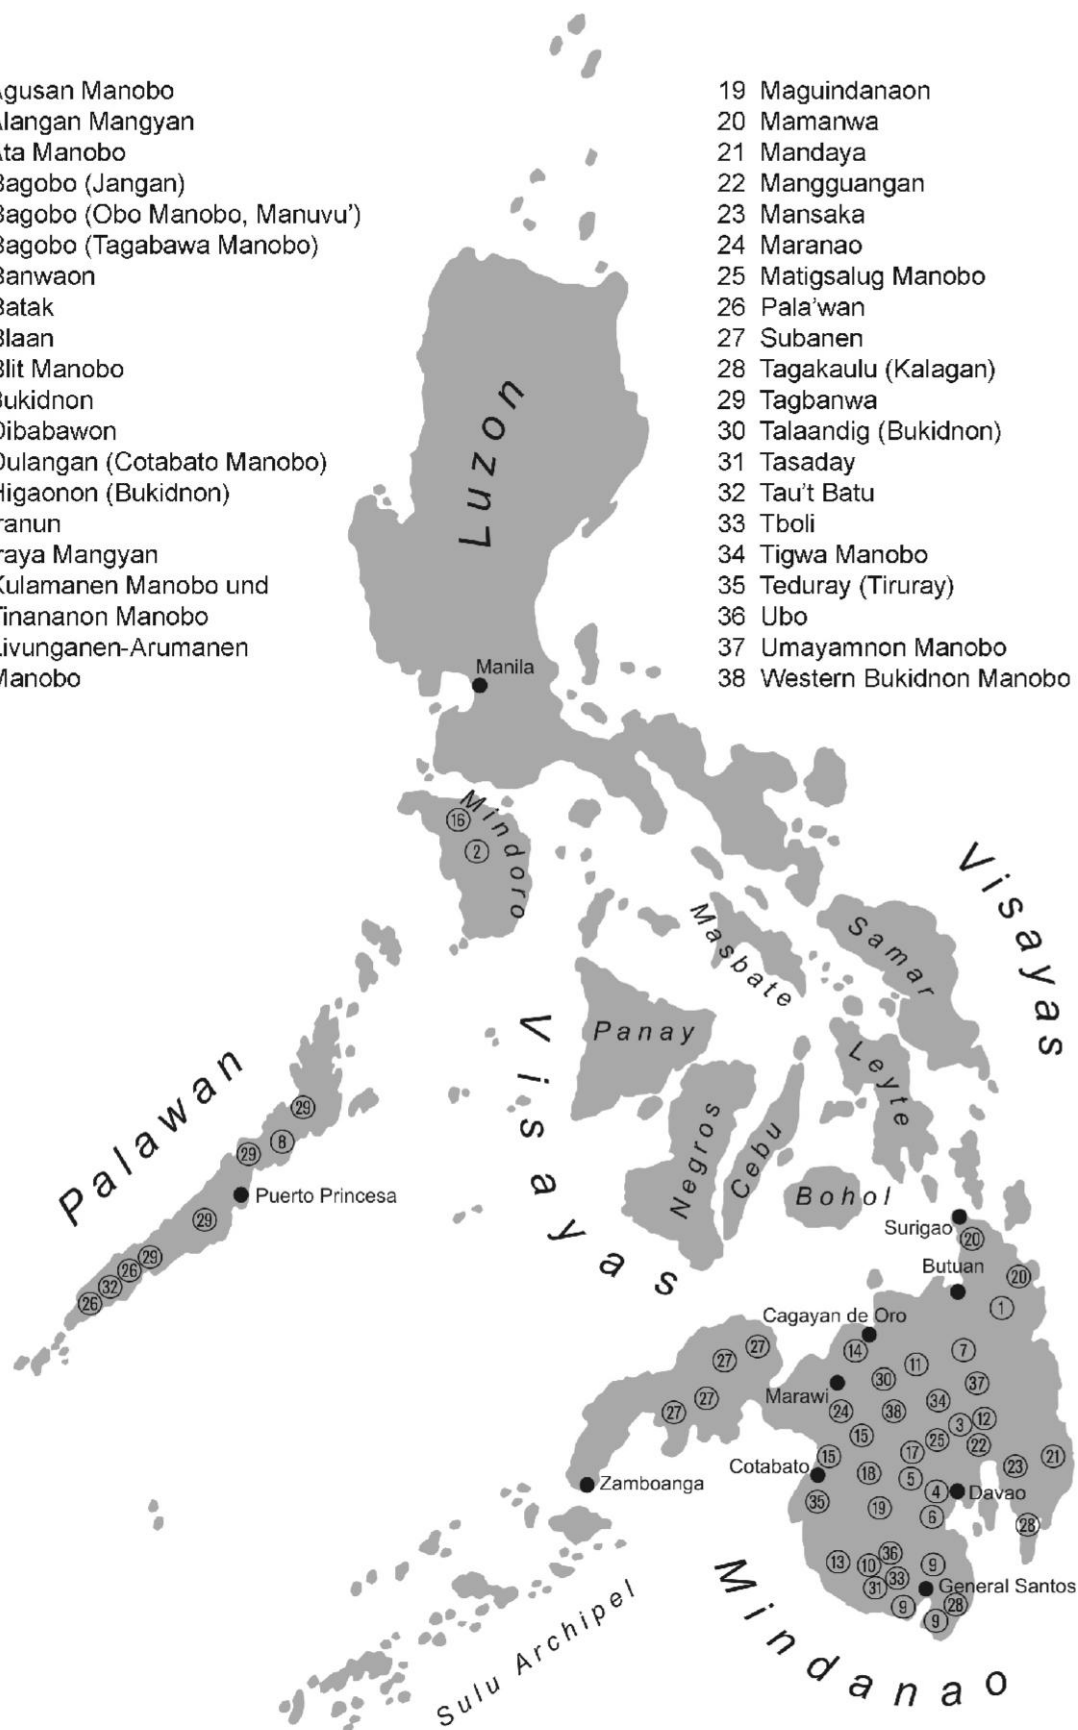 Agusan Manobo
Alangan Mangyan
Ata Manobo
Bagobo (Jangan)
Bagobo (Obo Manobo, Manuvu’)
Bagobo (Tagabawa Manobo)
Banwaon
Batak
Blaan
Blit Manobo
Bukidnon
Dibabawon
Dulangan (Cotabato Manobo)
Higaonon (Bukidnon)
ranun
raya Mangyan
Kulamanen Manobo und
Tinananon Manobo
Livunganen-Arumanen
Manobo
19 Maguindanaon
20 Mamanwa
21 Mandaya
22 Mangguangan
23 Mansaka
24 Maranao
25 Matigsalug Manobo
26 Pala’wan
27 Subanen
28 Tagakaulu (Kalagan)
29 Tagbanwa
30 Talaandig (Bukidnon)
31 Tasaday
32 Tau’t Batu
33 Tboli
34 Tigwa Manobo
35 Teduray (Tiruray)
36 Ubo
37 Umayamnon Manobo
38 Western Bukidnon Manobo
Luzon
Manila
Mindoro
16
2
Visayas
Masbate
Samar
Panay
Visayas
Leyte
Negros
Cebu
Bohol
Palawan
29
8
29
Puerto Princesa
29
29
26
32
26
Surigao
20
Butuan
20
1
Cagayan de Oro
14
7
11
27
27
30
37
Marawi
34
27
27
24
38
12
3
15
25
22
17
15
21
23
Cotabato
18
5
Zamboanga
4
Davao
35
19
6
28
36
13
10
9
33
31
General Santos
9
28
9
Mindanao
Sulu Archipel